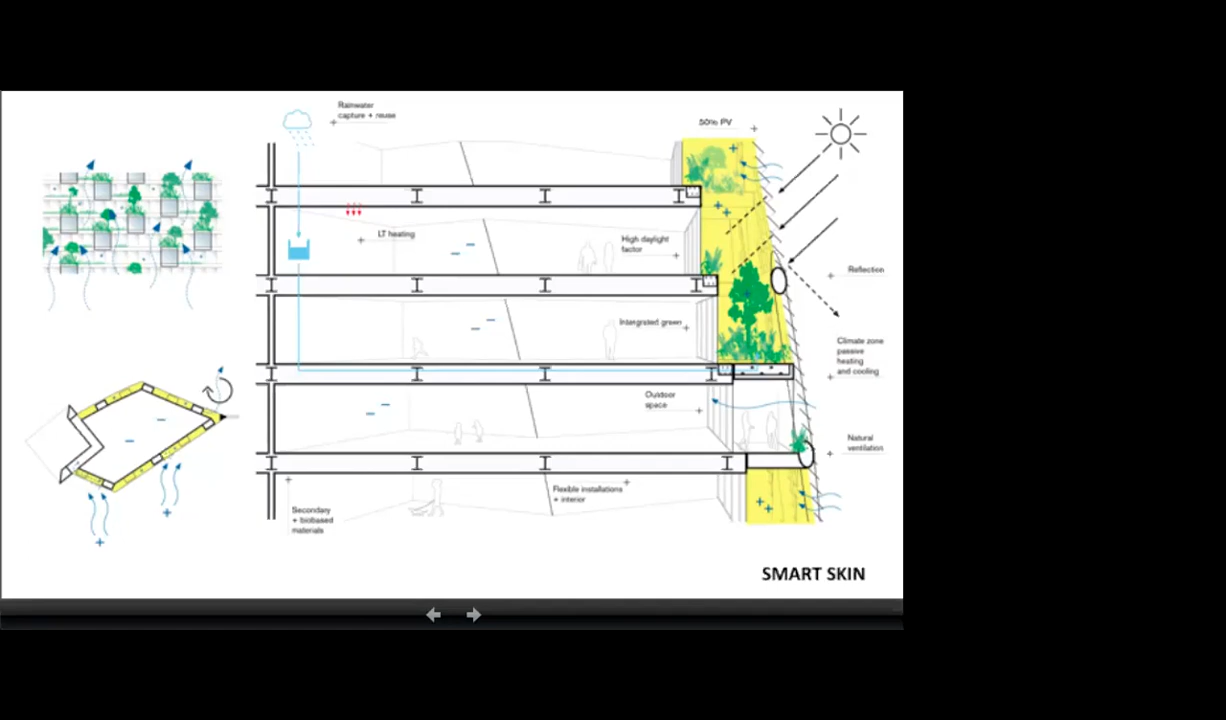 Rainwater
capture + reuse
50% PV
LT heating
High daylight
factor
Reflection
Intergrated green
Climate zone
passive
heating
and cooling
Outdoor
space
Natural
ventilation
Flexible installations
+ interior
Secondary
+ biobased
materials
SMART SKIN